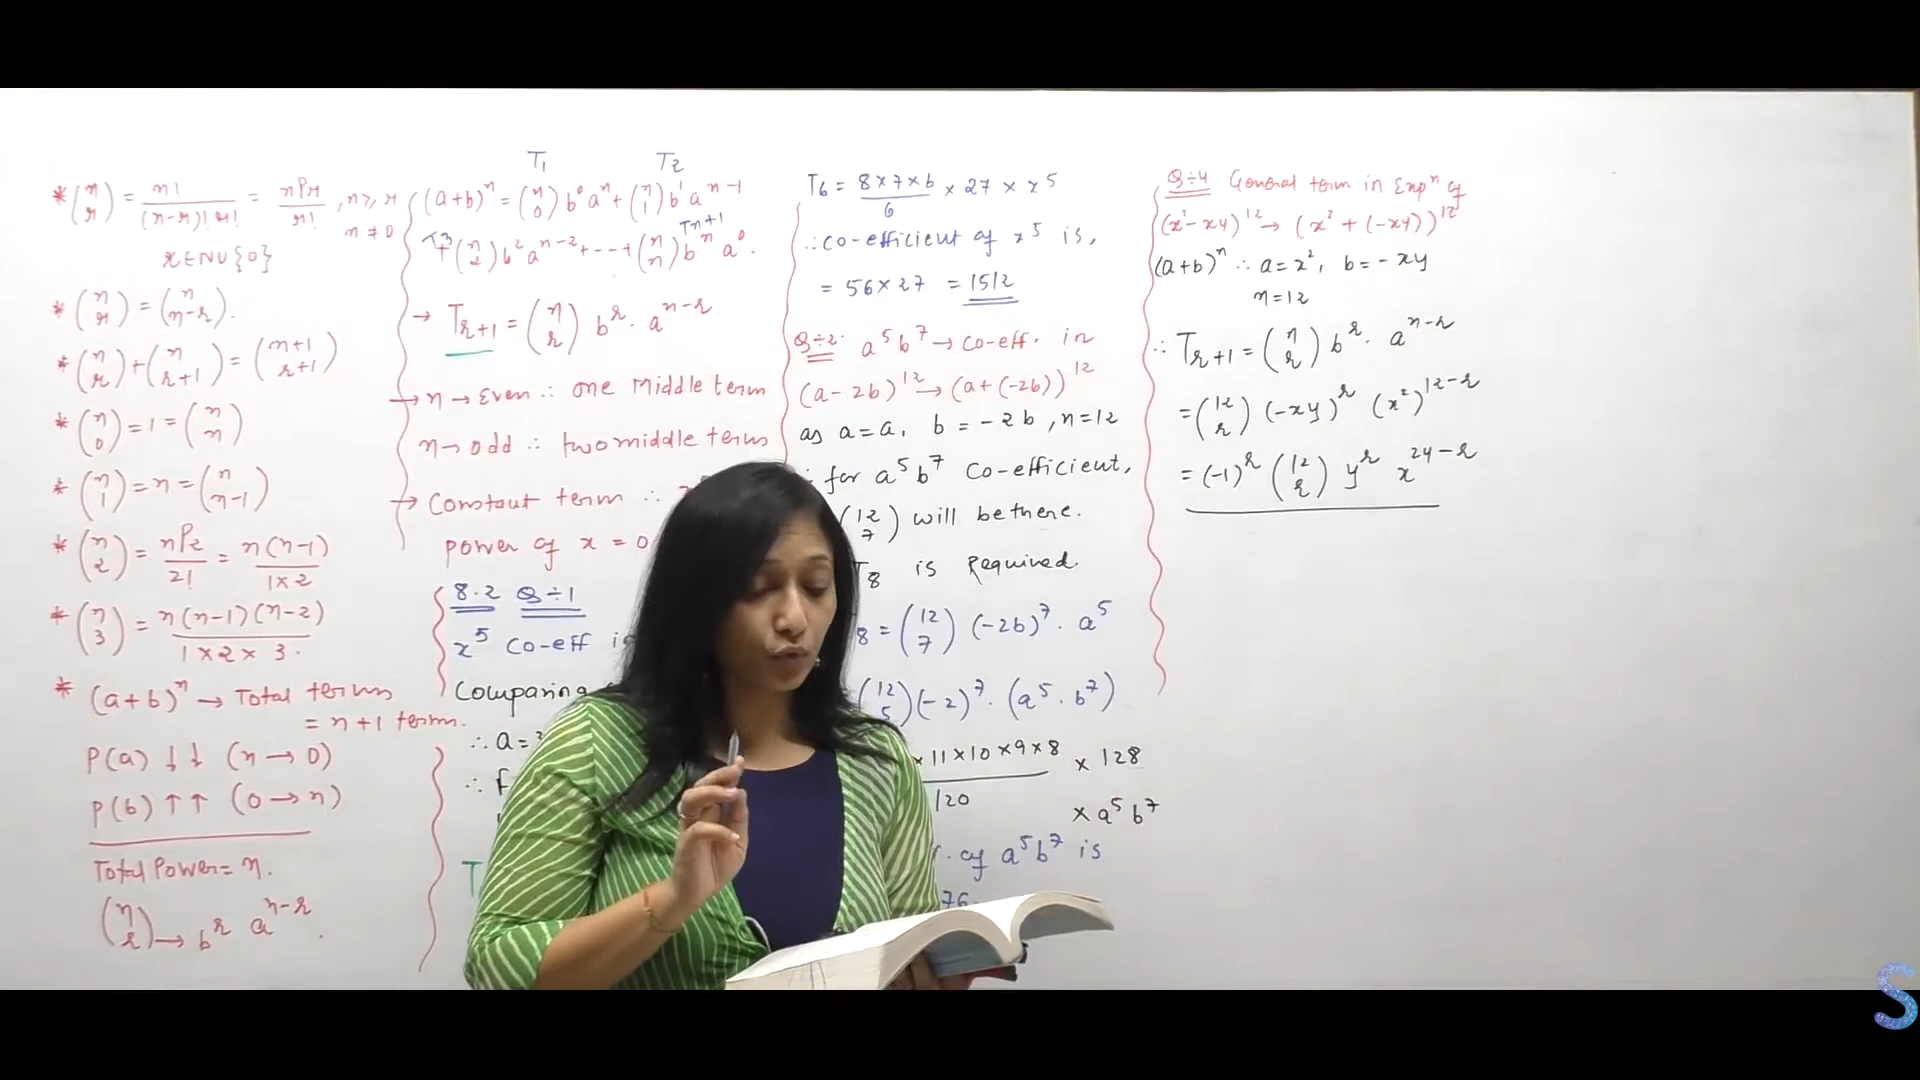 * (n r) = n! / (n-r)! r! = nPr / r! , n ≥ r
n ≠ 0
r ∈ N ∪ {0}
* (n r) = (n n-r).
* (n r) + (n r+1) = (n+1 r+1)
* (n 0) = 1 = (n n)
* (n 1) = n = (n n-1)
* (n 2) = nP2 / 2! = n(n-1) / 1×2
* (n 3) = n(n-1)(n-2) / 1×2×3.
* (a+b)^n → Total terms
= n+1 term.
P(a) ↓↓ (n → 0)
P(b) ↑↑ (0 → n)
Total Power = n.
(n r) → b^r a^n-r.
T1 T2
(a+b)^n = (n 0) b^0 a^n + (n 1) b^1 a^n-1
T3 Tn+1
+ (n 2) b^2 a^n-2 + --- + (n n) b^n a^0.
→ Tr+1 = (n r) b^r. a^n-r
→ n → Even ∴ one Middle term
n → odd ∴ two middle terms
→ Constant term ∴
power of x = 0
8.2 Q÷1
x^5 co-eff
Comparing
∴ a =
∴
T
T6 = 8×7×6 / 6 × 27 × x^5
∴ co-efficient of x^5 is,
= 56×27 = 1512
Q÷2: a^5 b^7 → co-eff. in
(a-2b)^12 → (a+(-2b))^12
as a = a, b = -2b, n = 12
for a^5 b^7 co-efficient,
(12 7) will be there.
T8 is Required.
8 = (12 7) (-2b)^7. a^5
(12 5) (-2)^7. (a^5. b^7)
×11×10×9×8 / 120 × 128
× a^5 b^7
of a^5 b^7 is
76.
Q÷4 General term in Exp^n of
(x^2-xy)^12 → (x^2+(-xy))^12
(a+b)^n ∴ a = x^2, b = -xy
n = 12
∴ Tr+1 = (n r) b^r. a^n-r
= (12 r) (-xy)^r (x^2)^12-r
= (-1)^r (12 r) y^r x^24-r
S